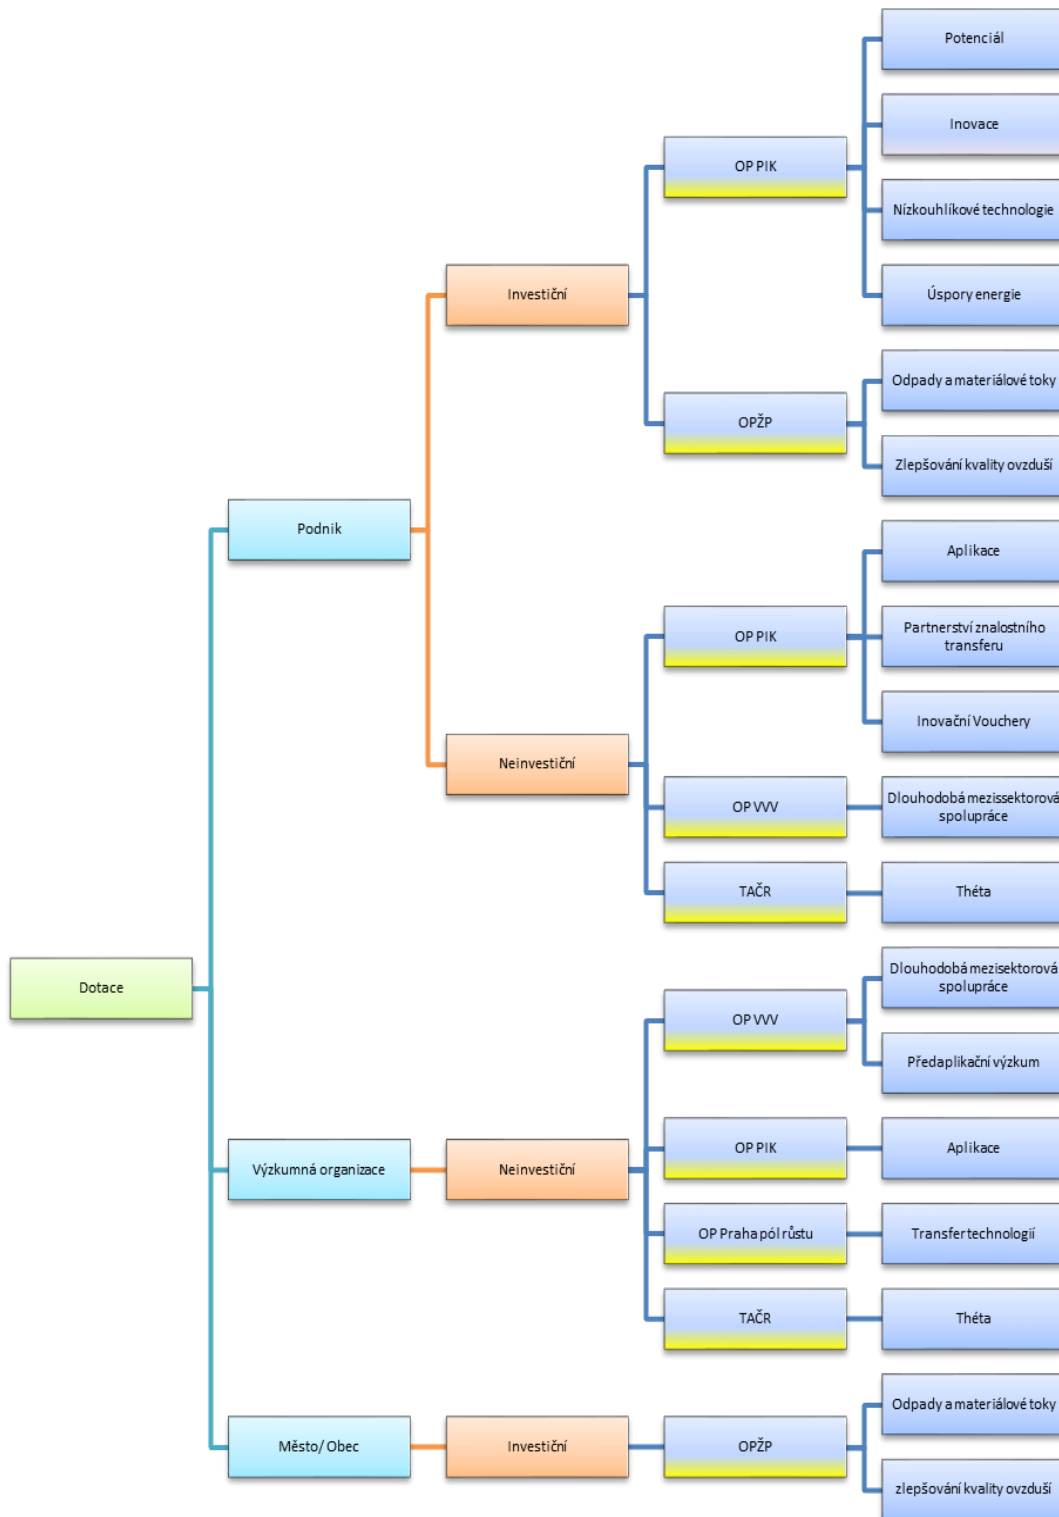 Potenciál
Inovace
OP PIK
Nízkouhlíkové technologie
Úspory energie
Investiční
Odpady a materiálové toky
OPŽP
Zlepšování kvality ovzduší
Podnik
Aplikace
OP PIK
Partnerství znalostního
transferu
Inovační Vouchery
Neinvestiční
OP VVV
Dlouhodobá mezissektorová
spolupráce
TAČR
Théta
Dotace
Dlouhodobá mezisektorová
spolupráce
OP VVV
Předaplikační výzkum
Výzkumná organizace
Neinvestiční
OP PIK
Aplikace
OP Praha pól růstu
Transfer technologií
TAČR
Théta
Odpady a materiálové toky
Město/ Obec
Investiční
OPŽP
zlepšování kvality ovzduší